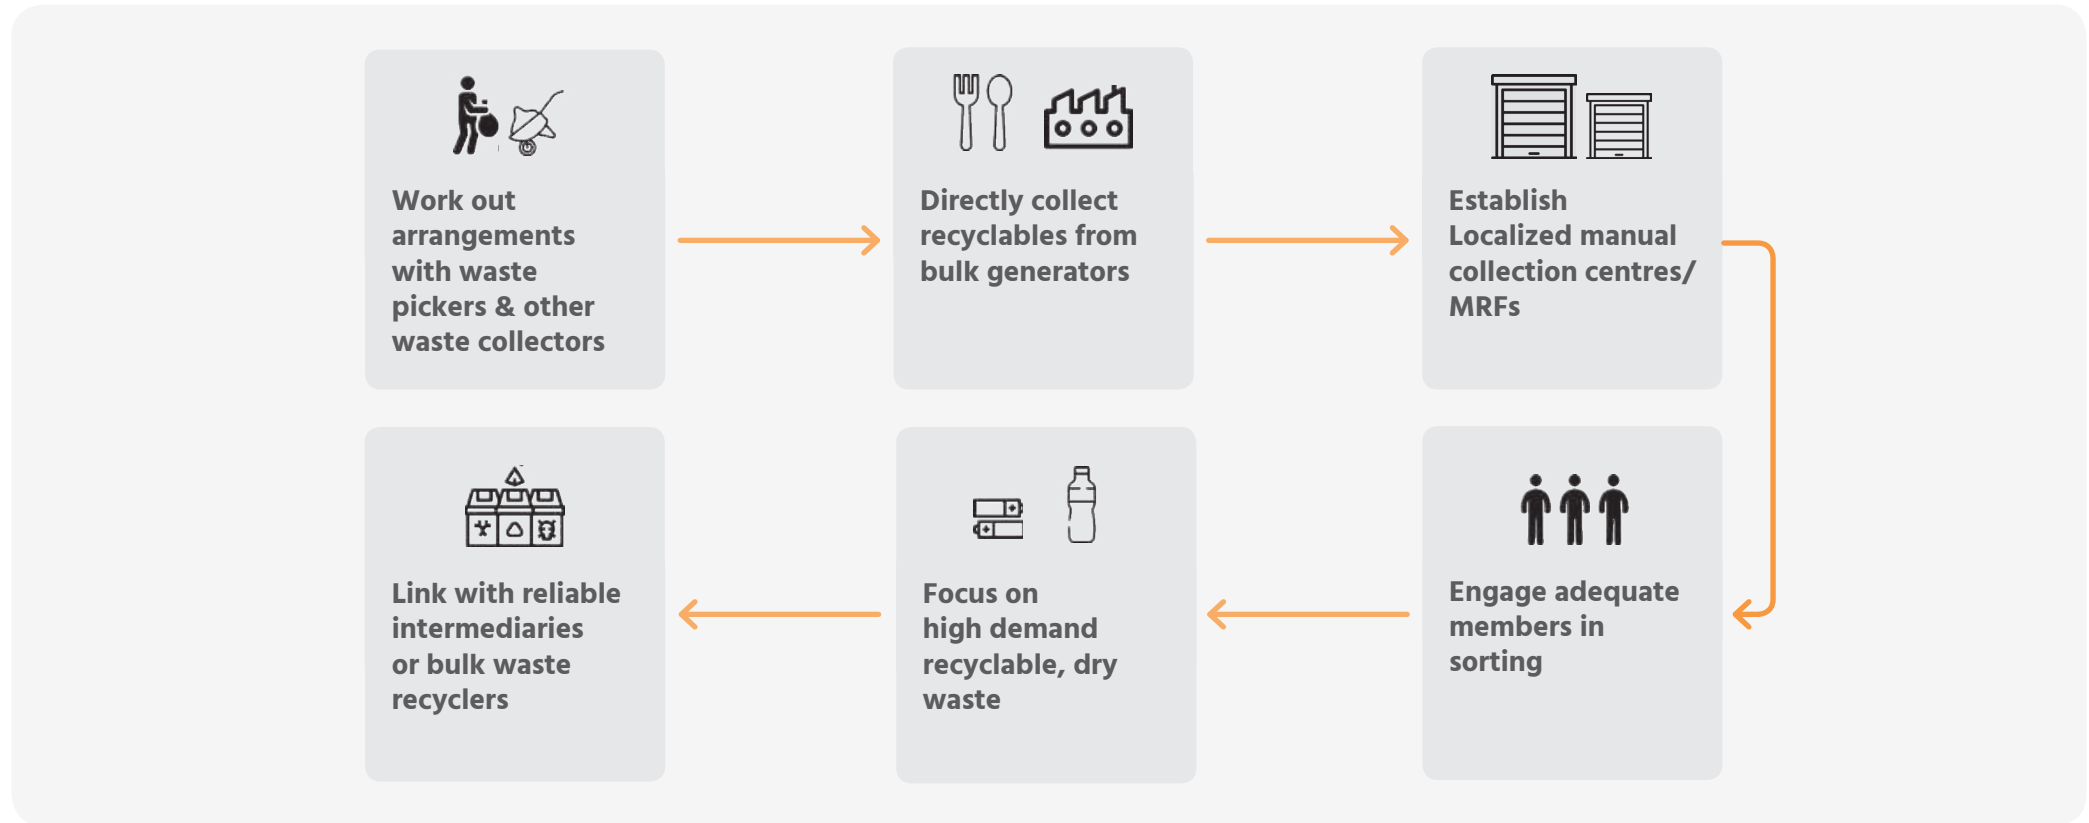 Work out
arrangements
with waste
pickers & other
waste collectors
Directly collect
recyclables from
bulk generators
Establish
Localized manual
collection centres/
MRFs
Engage adequate
members in
sorting
Focus on
high demand
recyclable, dry
waste
Link with reliable
intermediaries
or bulk waste
recyclers